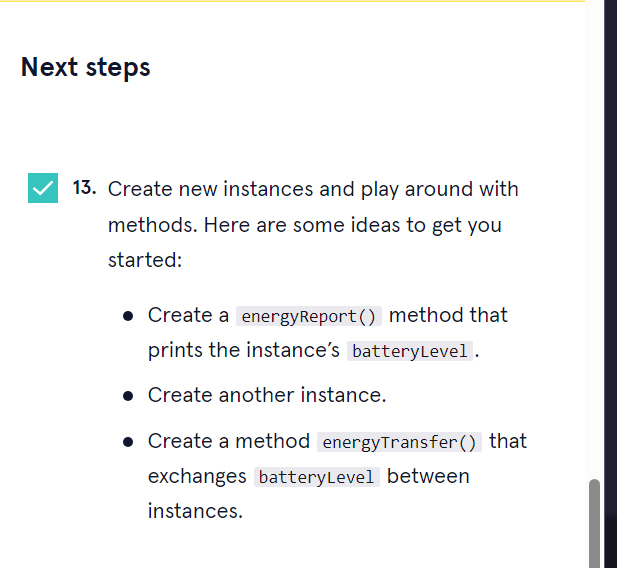 Next steps
13. Create new instances and play around with
methods. Here are some ideas to get you
started:
● Create a energyReport() method that
prints the instance’s batteryLevel.
● Create another instance.
● Create a method energyTransfer() that
exchanges batteryLevel between
instances.